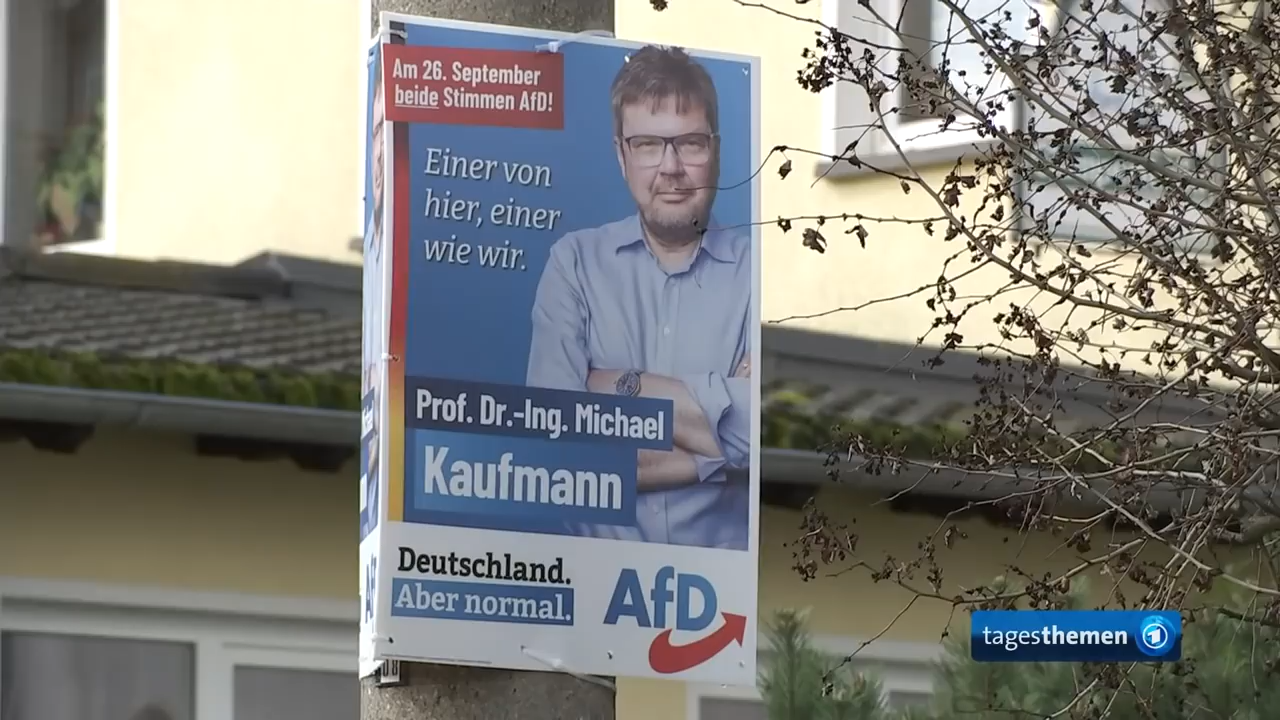 Am 26. September
beide Stimmen AfD!
Einer von
hier, einer
wie wir.
Prof. Dr.-Ing. Michael
Kaufmann
Deutschland.
Aber normal.
AfD
tagesthemen